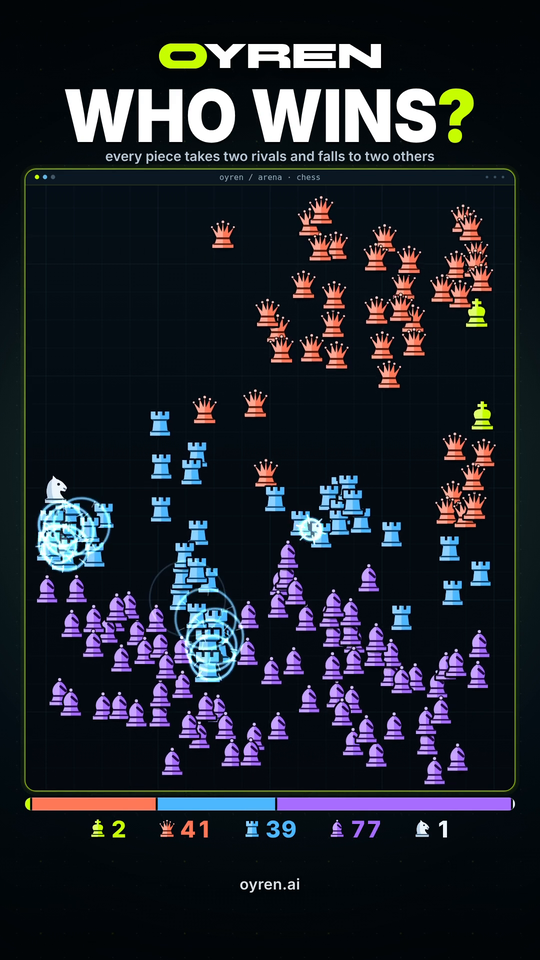 OYREN
WHO WINS?
every piece takes two rivals and falls to two others
oyren / arena · chess
2 41 39 77 1
oyren.ai